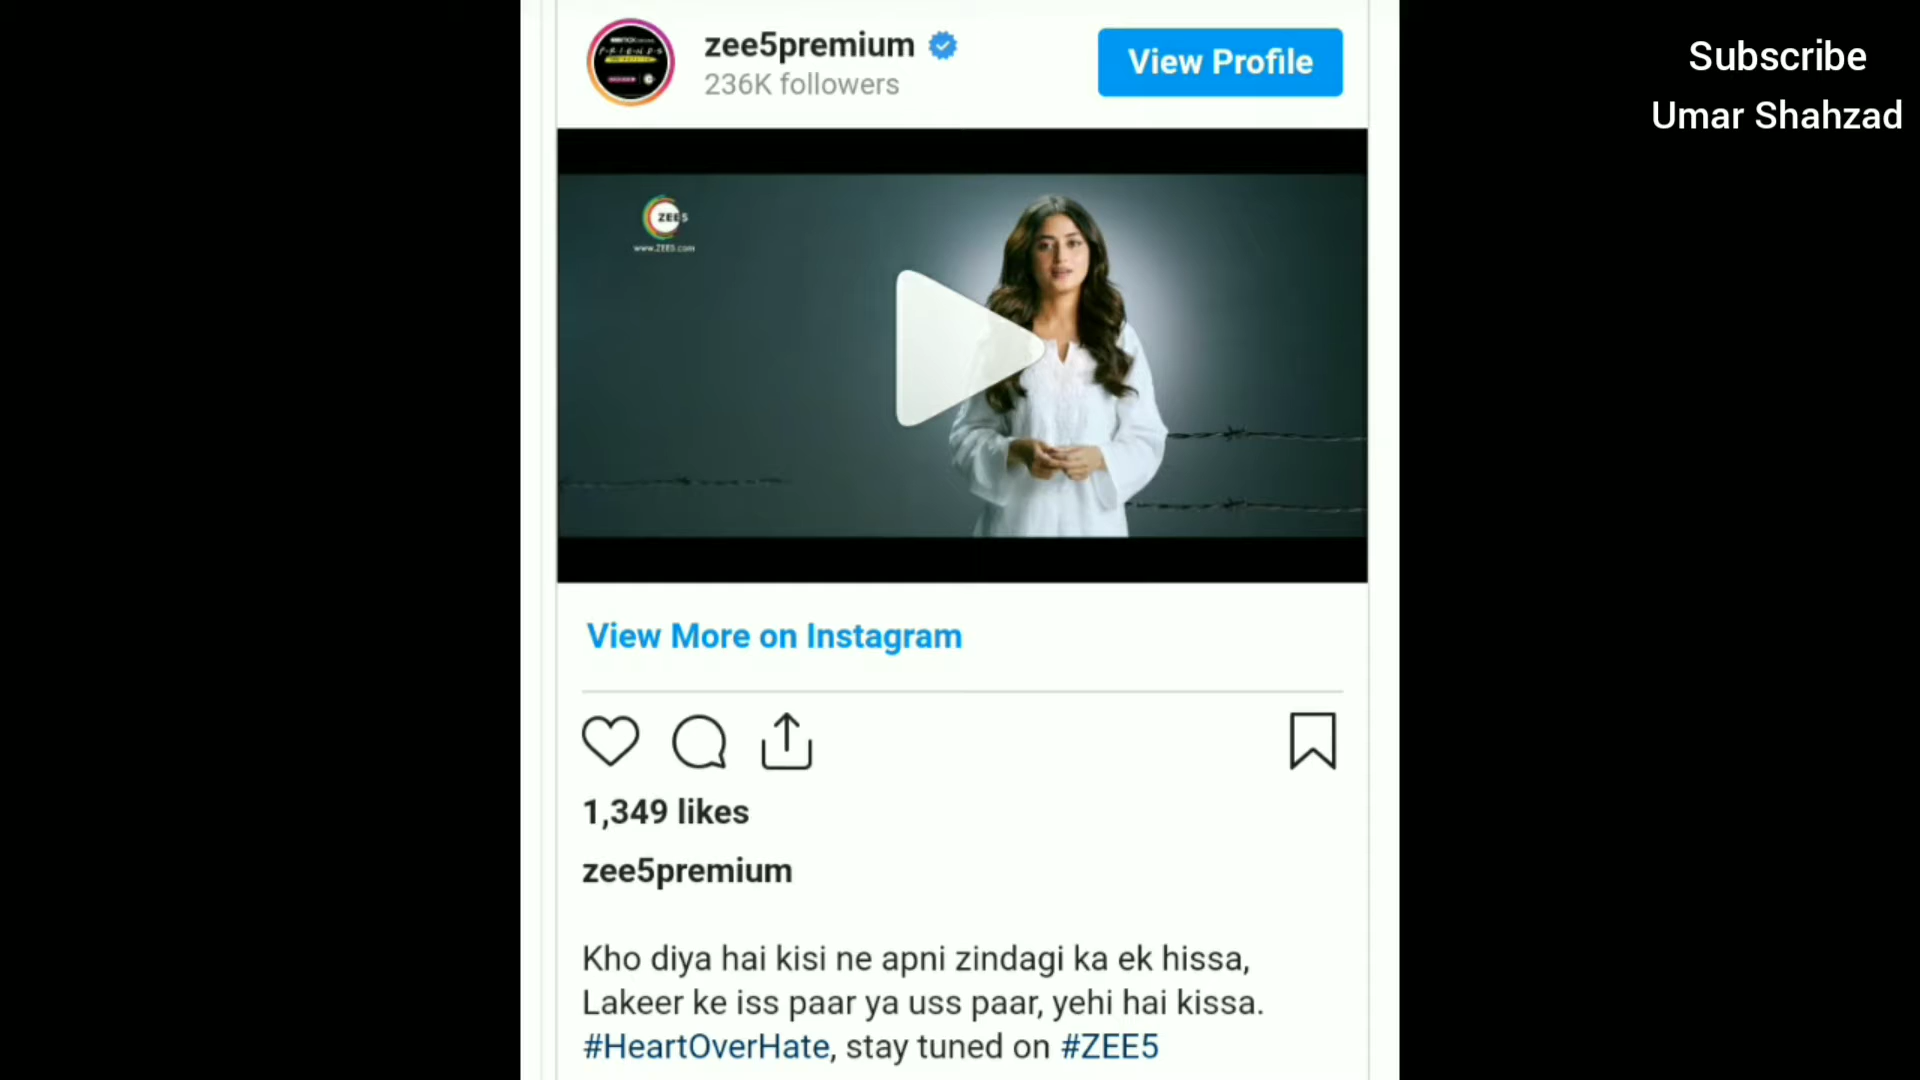 zee5premium
236K followers
View Profile
Subscribe
Umar Shahzad
FRIENDS
ZEE5
www.ZEE5.com
View More on Instagram
1,349 likes
zee5premium
Kho diya hai kisi ne apni zindagi ka ek hissa,
Lakeer ke iss paar ya uss paar, yehi hai kissa.
#HeartOverHate, stay tuned on #ZEE5